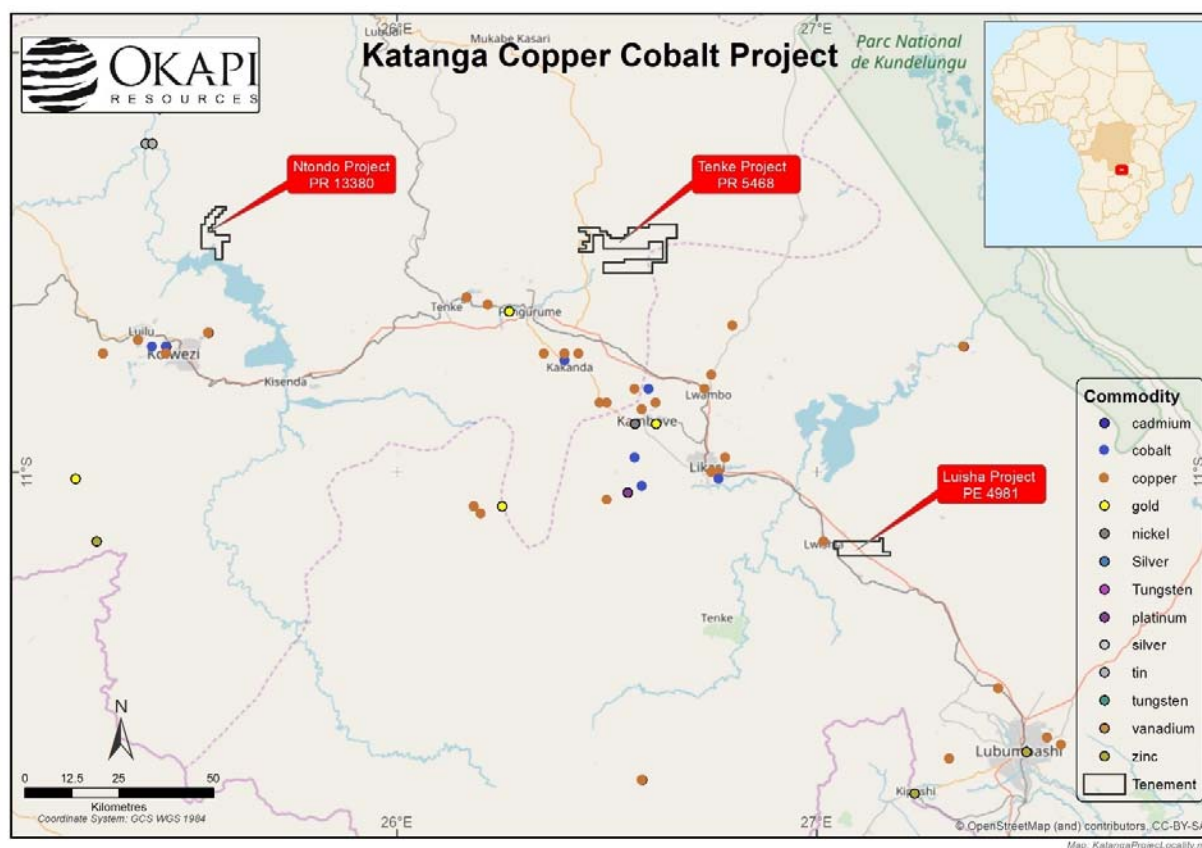 OKAPI
RESOURCES
Katanga Copper Cobalt Project
26°E
27°E
Mukabe Kasari
Parc National
de Kundelungu
Ntondo Project
PR 13380
Tenke Project
PR 5468
Luilu
Kolwezi
Kisenda
Tenke
Fungurume
Kakanda
Kambove
Lwambo
Likasi
11°S
11°S
Luisha Project
PE 4981
Lwisha
Tenke
Lubumbashi
Kipushi
Commodity
cadmium
cobalt
copper
gold
nickel
Silver
Tungsten
platinum
silver
tin
tungsten
vanadium
zinc
Tenement
N
0 12.5 25 50
Kilometres
Coordinate System: GCS WGS 1984
26°E
27°E
© OpenStreetMap (and) contributors, CC-BY-SA